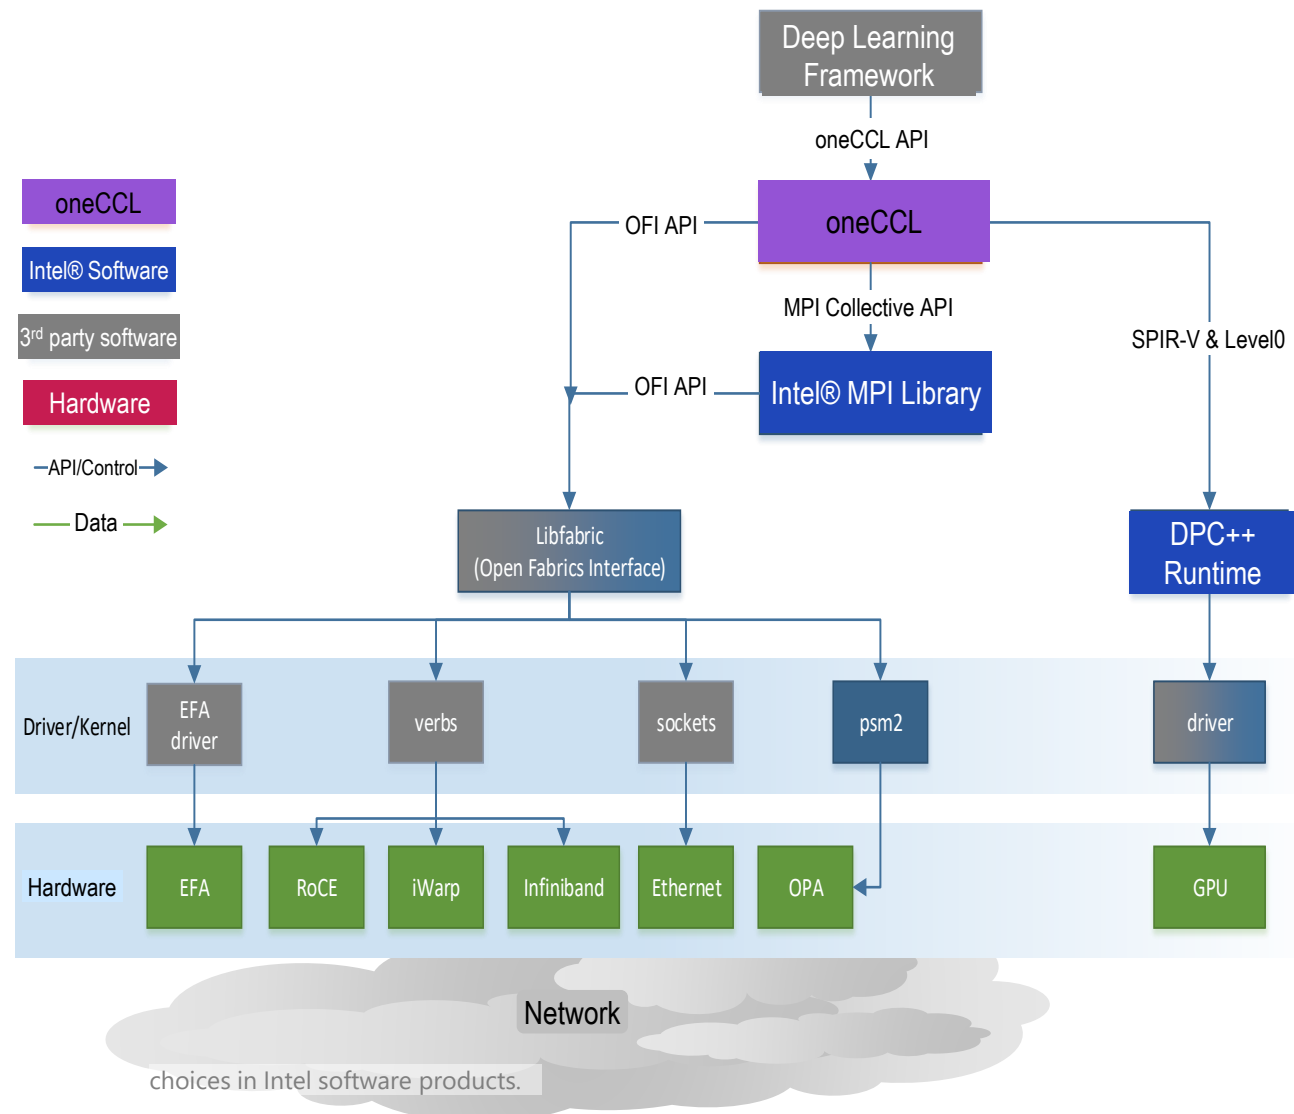 Deep Learning
Framework
oneCCL API
oneCCL
oneCCL
OFI API
Intel® Software
MPI Collective API
3rd party software
SPIR-V & Level0
Hardware
OFI API
Intel® MPI Library
API/Control
Data
Libfabric
(Open Fabrics Interface)
DPC++
Runtime
Driver/Kernel
EFA
driver
verbs
sockets
psm2
driver
Hardware
EFA
RoCE
iWarp
Infiniband
Ethernet
OPA
GPU
Network
choices in Intel software products.